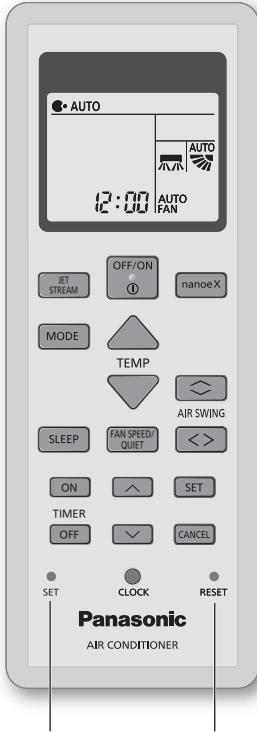 AUTO
AUTO
12:00 AUTO FAN
JET STREAM
OFF/ON
nanoeX
MODE
TEMP
AIR SWING
SLEEP
FAN SPEED/
QUIET
ON
SET
TIMER
OFF
CANCEL
SET
CLOCK
RESET
Panasonic
AIR CONDITIONER